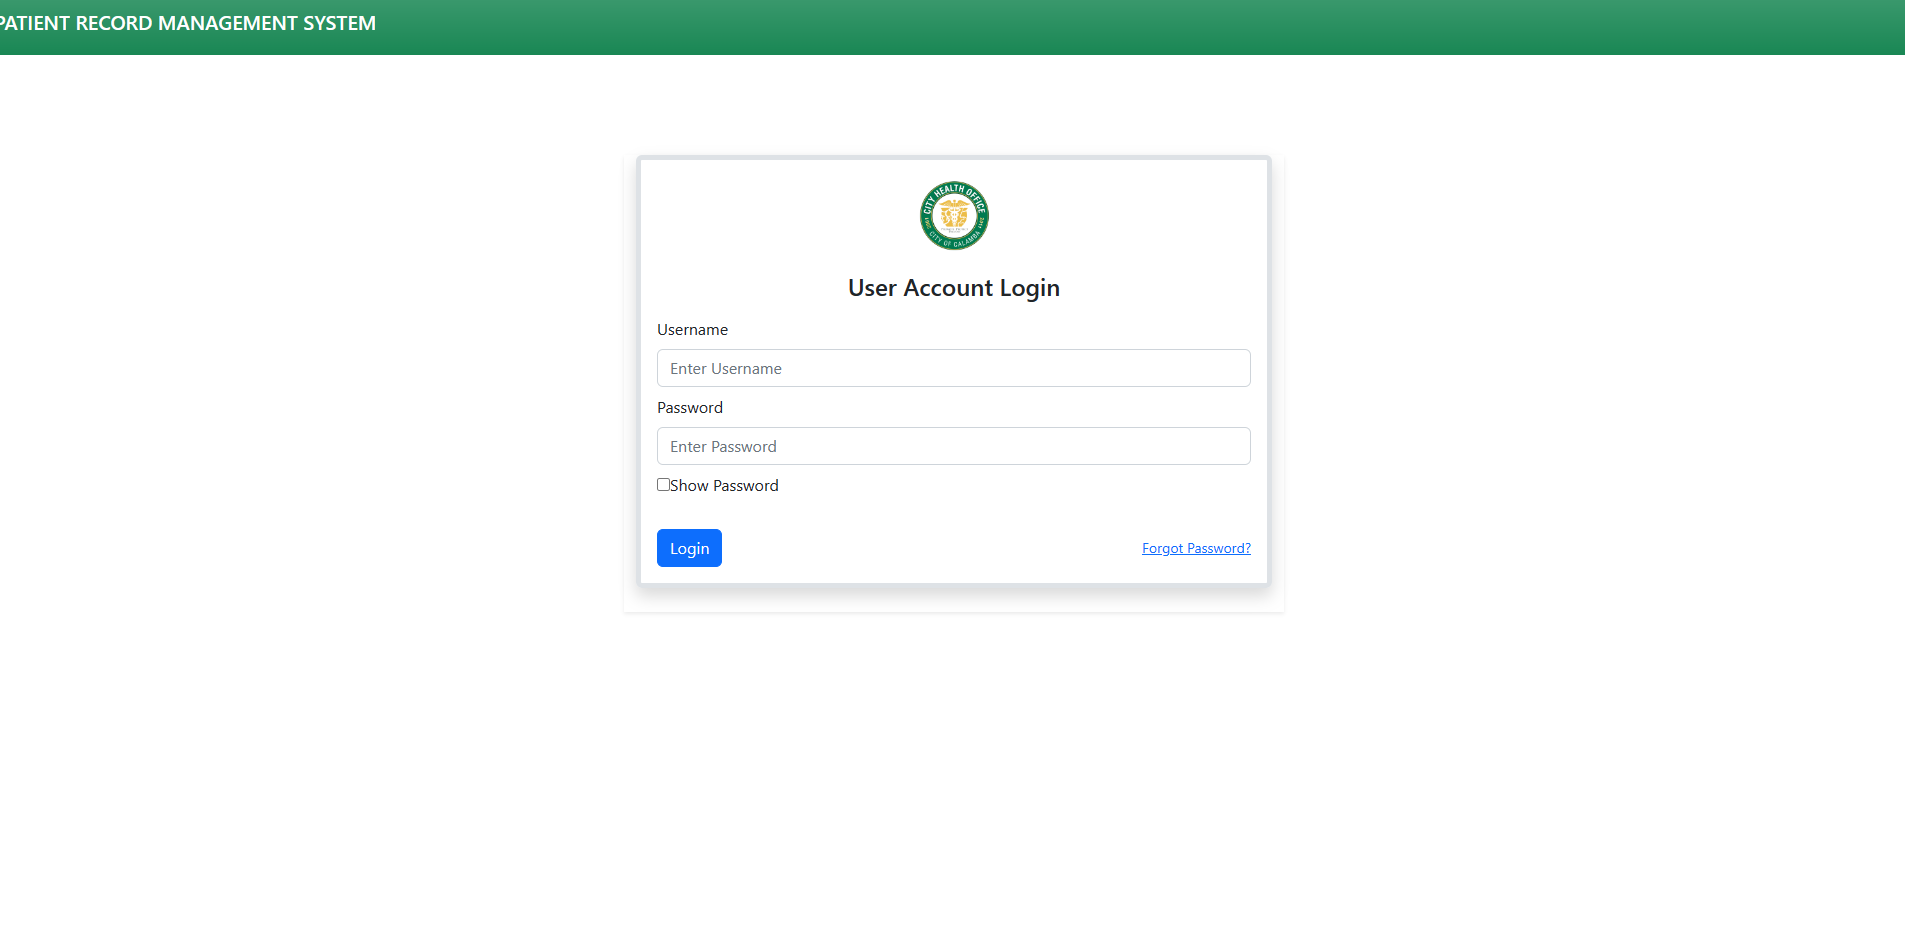 PATIENT RECORD MANAGEMENT SYSTEM
CITY HEALTH OFFICE
CITY OF CALAMBA
User Account Login
Username
Enter Username
Password
Enter Password
Show Password
Login
Forgot Password?